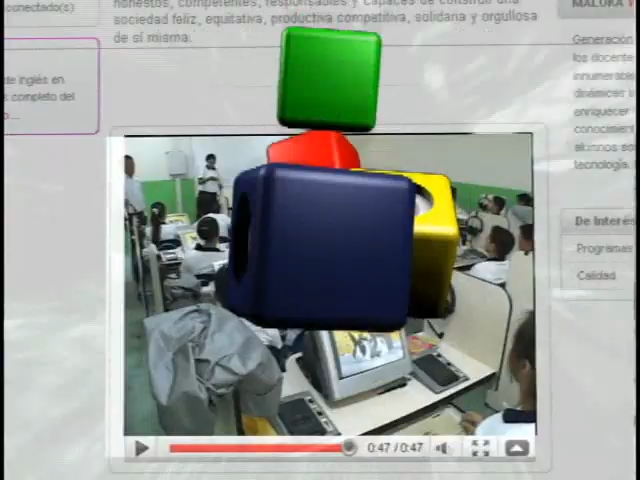 conectado(s)
honestos, competentes, responsables y capaces de construir una
sociedad feliz, equitativa, productiva competitiva, solidaria y orgullosa
de sí misma.
MALOKA
Generación
los docente
innumerable
dinámicos
enriquecer
conocimien
alumnos so
tecnología.
de inglés en
completo del
De Interés
Programas
Calidad
0:47 / 0:47